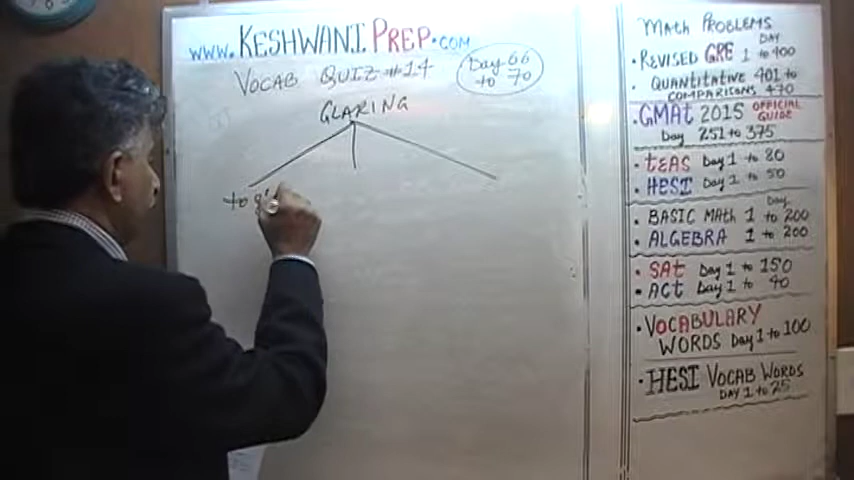 www.KESHWANI PREP.com
VOCAB QUIZ #14
Day 66
to 70
GLARING
to
MATH PROBLEMS
DAY
• REVISED GRE 1 to 400
• QUANTITATIVE 401 to
COMPARISONS 470
• GMAt 2015 OFFICIAL
GUIDE
Day 251 to 375
• tEAS Day 1 to 80
• HESI Day 1 to 50
Day
• BASIC MATH 1 to 200
• ALGEBRA 1 to 200
• SAt Day 1 to 150
• ACt Day 1 to 40
• VOCABULARY
WORDS Day 1 to 100
• HESI VOCAB WORDS
DAY 1 to 25